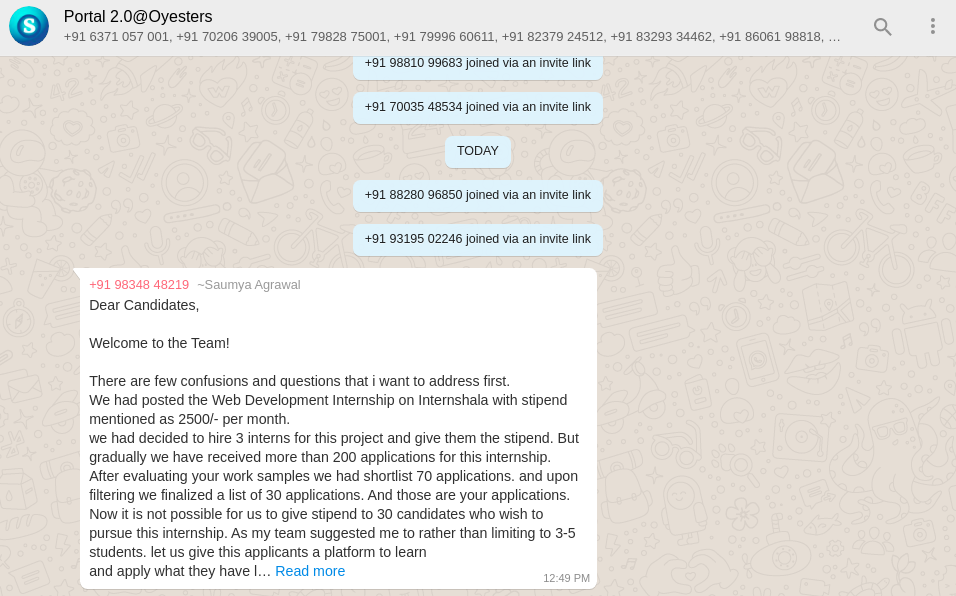 S
Portal 2.0@Oyesters
+91 6371 057 001, +91 70206 39005, +91 79828 75001, +91 79996 60611, +91 82379 24512, +91 83293 34462, +91 86061 98818, …
+91 98810 99683 joined via an invite link
+91 70035 48534 joined via an invite link
TODAY
+91 88280 96850 joined via an invite link
+91 93195 02246 joined via an invite link
+91 98348 48219 ~Saumya Agrawal
Dear Candidates,
Welcome to the Team!
There are few confusions and questions that i want to address first.
We had posted the Web Development Internship on Internshala with stipend
mentioned as 2500/- per month.
we had decided to hire 3 interns for this project and give them the stipend. But
gradually we have received more than 200 applications for this internship.
After evaluating your work samples we had shortlist 70 applications. and upon
filtering we finalized a list of 30 applications. And those are your applications.
Now it is not possible for us to give stipend to 30 candidates who wish to
pursue this internship. As my team suggested me to rather than limiting to 3-5
students. let us give this applicants a platform to learn
and apply what they have l… Read more
12:49 PM